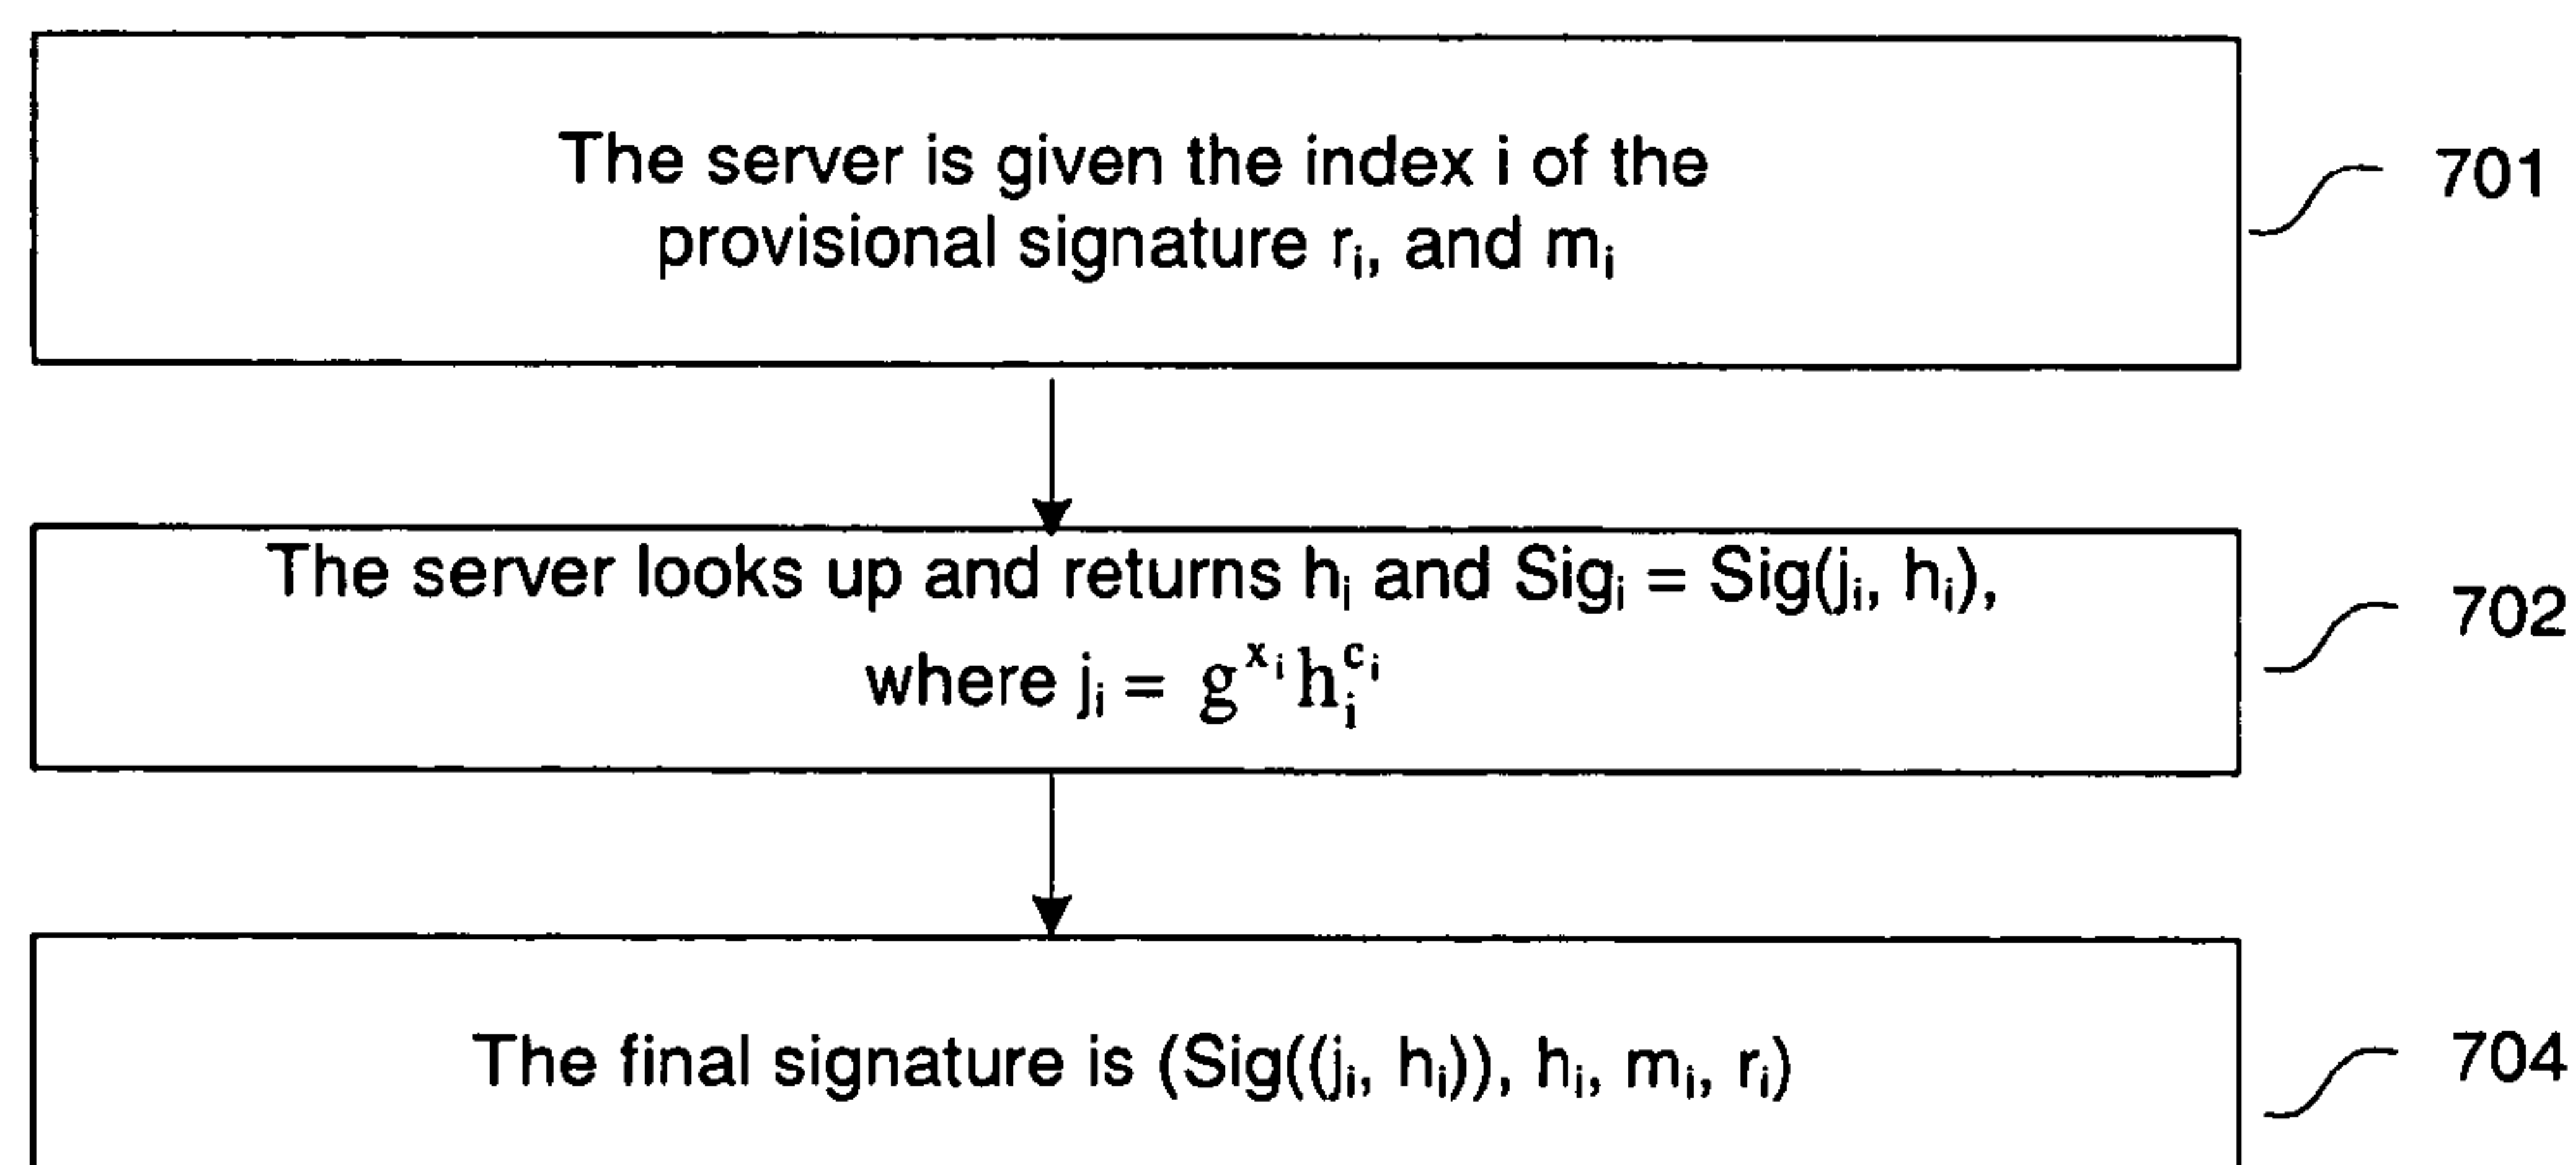 The server is given the index i of the
provisional signature rᵢ, and mᵢ
701
The server looks up and returns hᵢ and Sigᵢ = Sig(jᵢ, hᵢ),
where jᵢ = g^{xᵢ} hᵢ^{cᵢ}
702
The final signature is (Sig((jᵢ, hᵢ)), hᵢ, mᵢ, rᵢ)
704